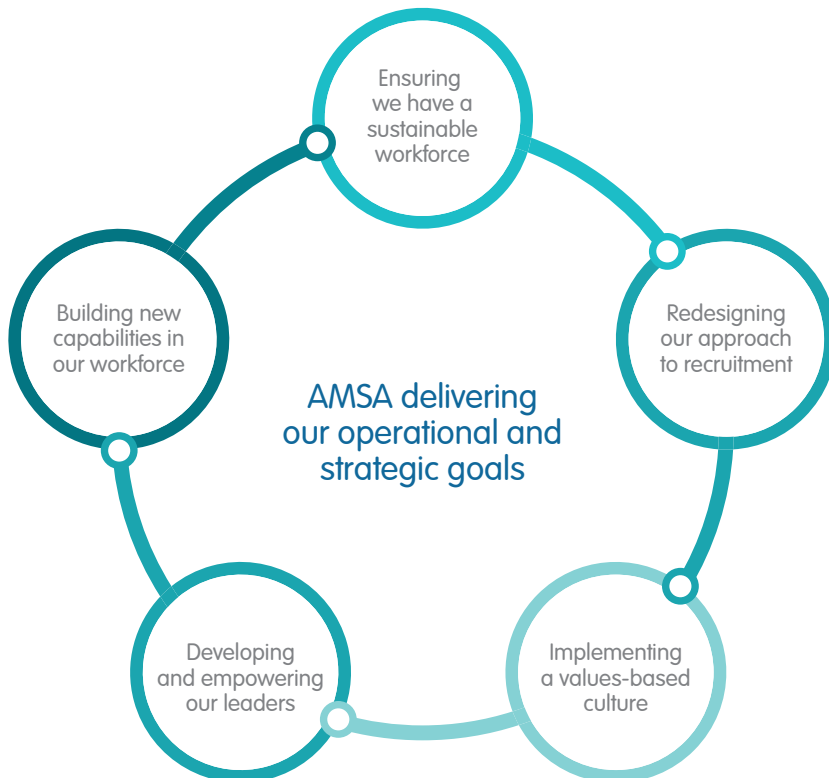 Ensuring
we have a
sustainable
workforce
Redesigning
our approach
to recruitment
Implementing
a values-based
culture
Developing
and empowering
our leaders
Building new
capabilities in
our workforce
AMSA delivering
our operational and
strategic goals